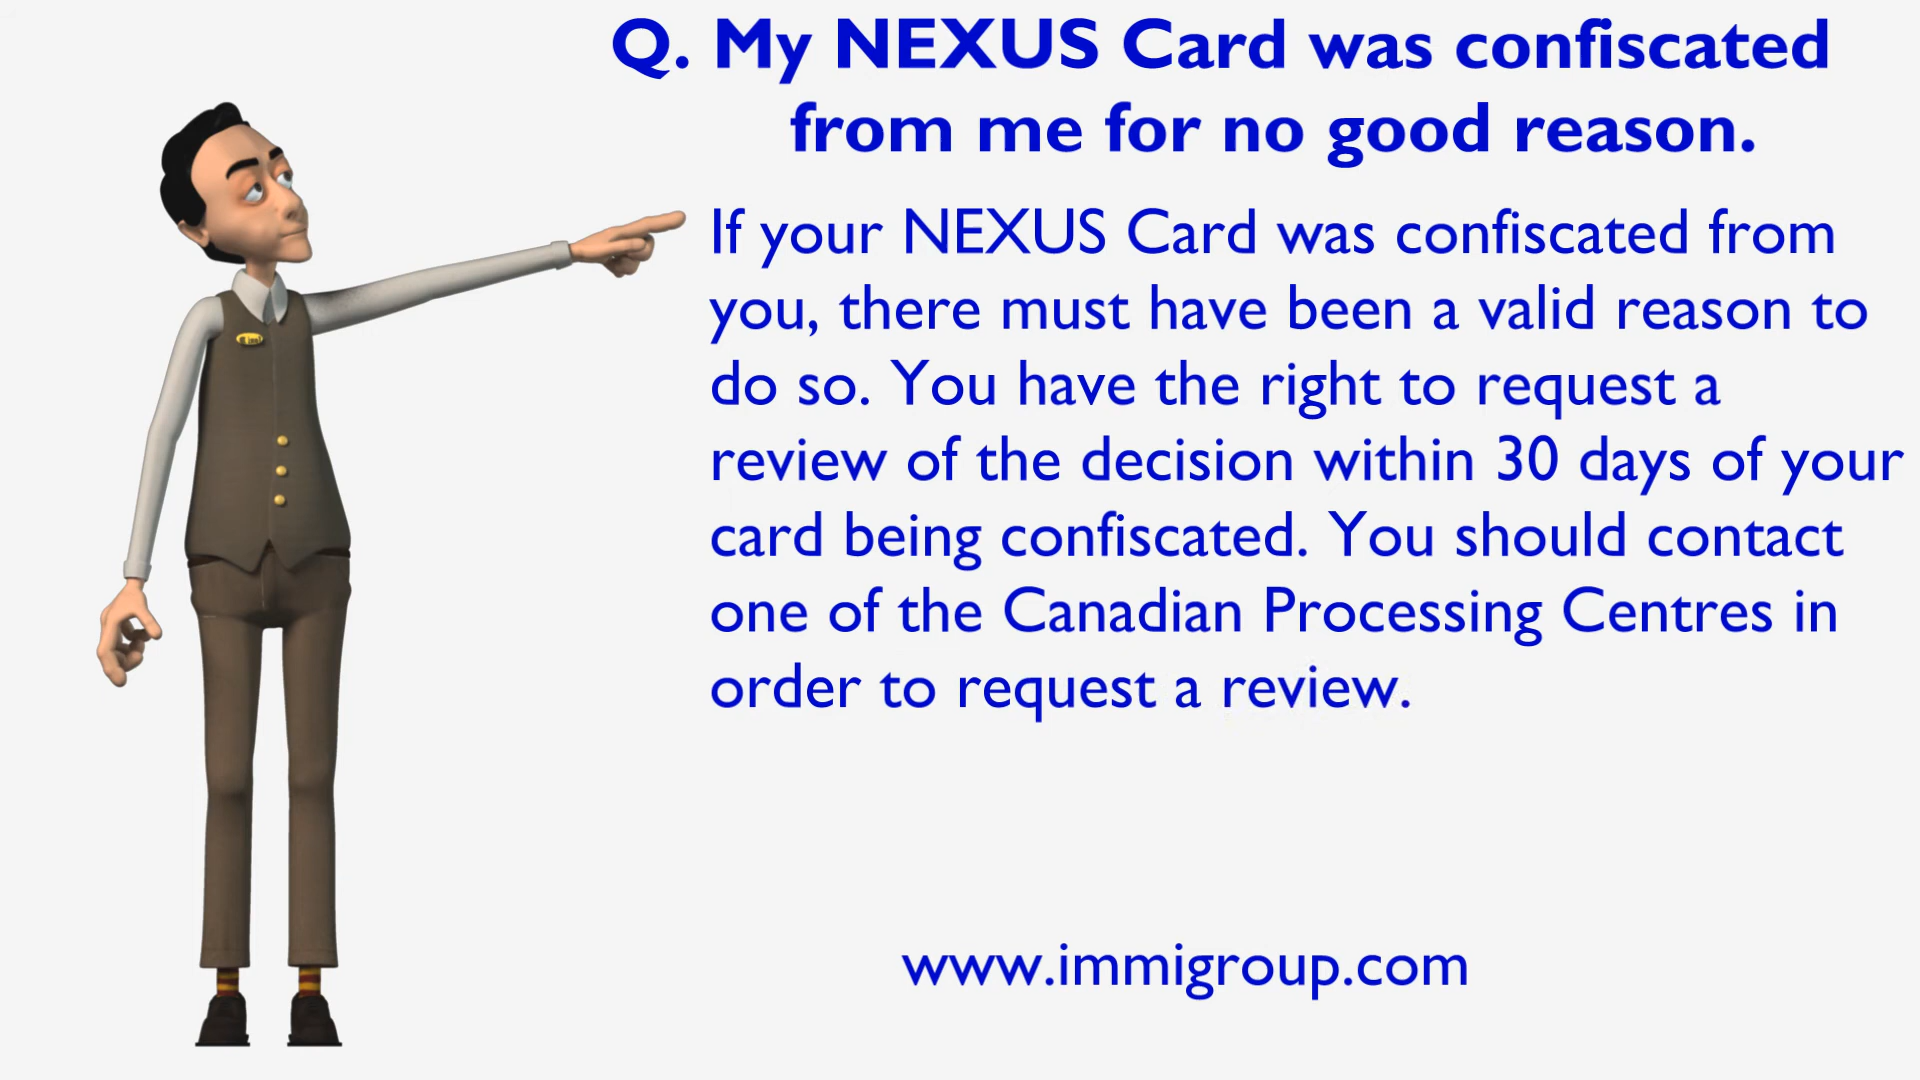 Q. My NEXUS Card was confiscated
from me for no good reason.
If your NEXUS Card was confiscated from
you, there must have been a valid reason to
do so. You have the right to request a
review of the decision within 30 days of your
card being confiscated. You should contact
one of the Canadian Processing Centres in
order to request a review.
www.immigroup.com